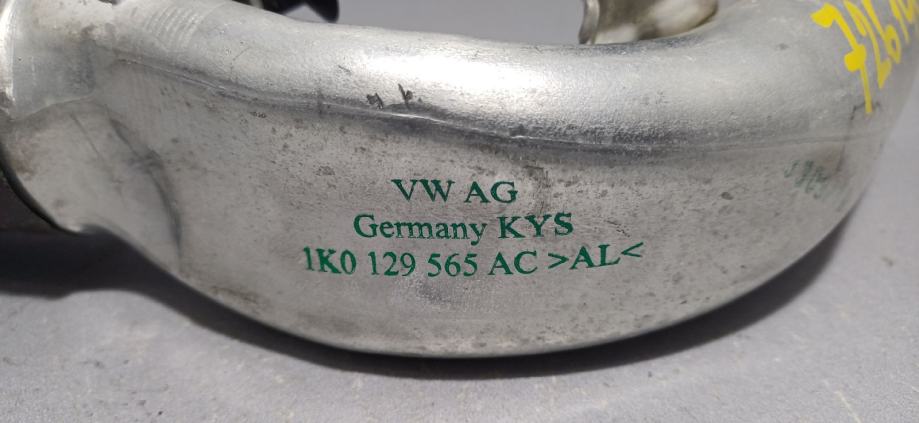 VW AG
Germany KYS
1K0 129 565 AC >AL<